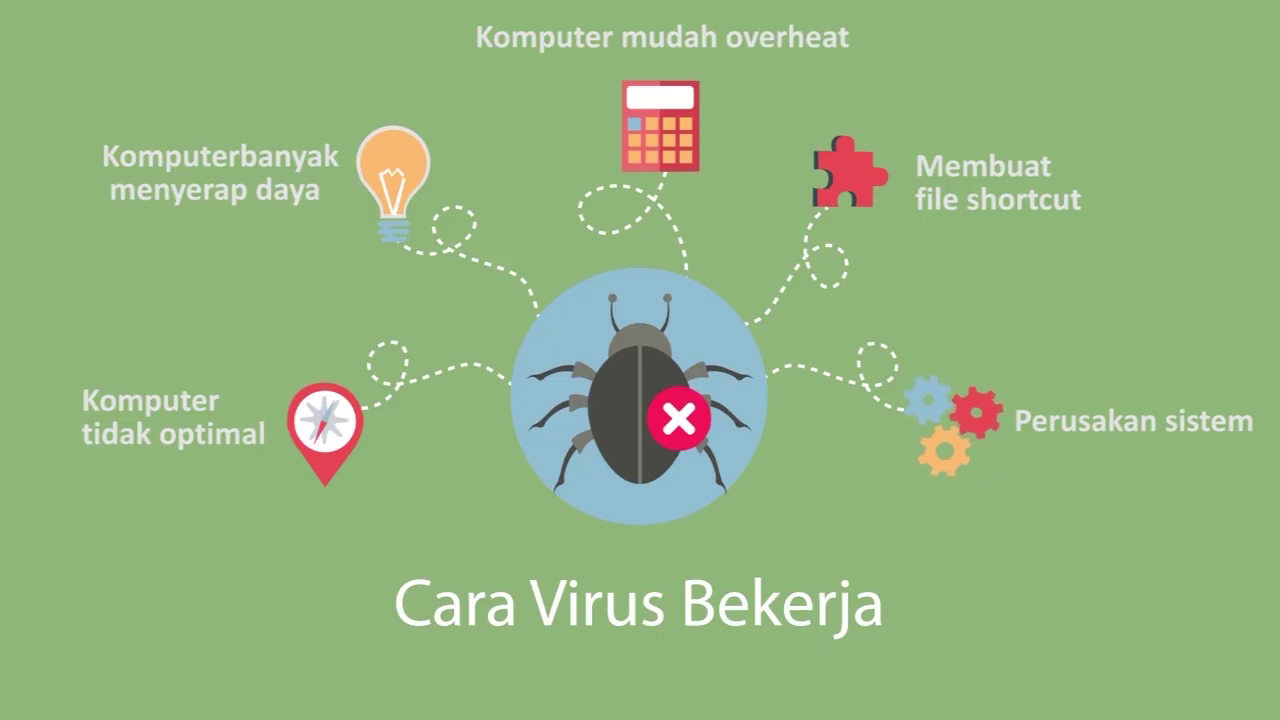 Komputer mudah overheat
Komputerbanyak
menyerap daya
Membuat
file shortcut
Komputer
tidak optimal
Perusakan sistem
Cara Virus Bekerja